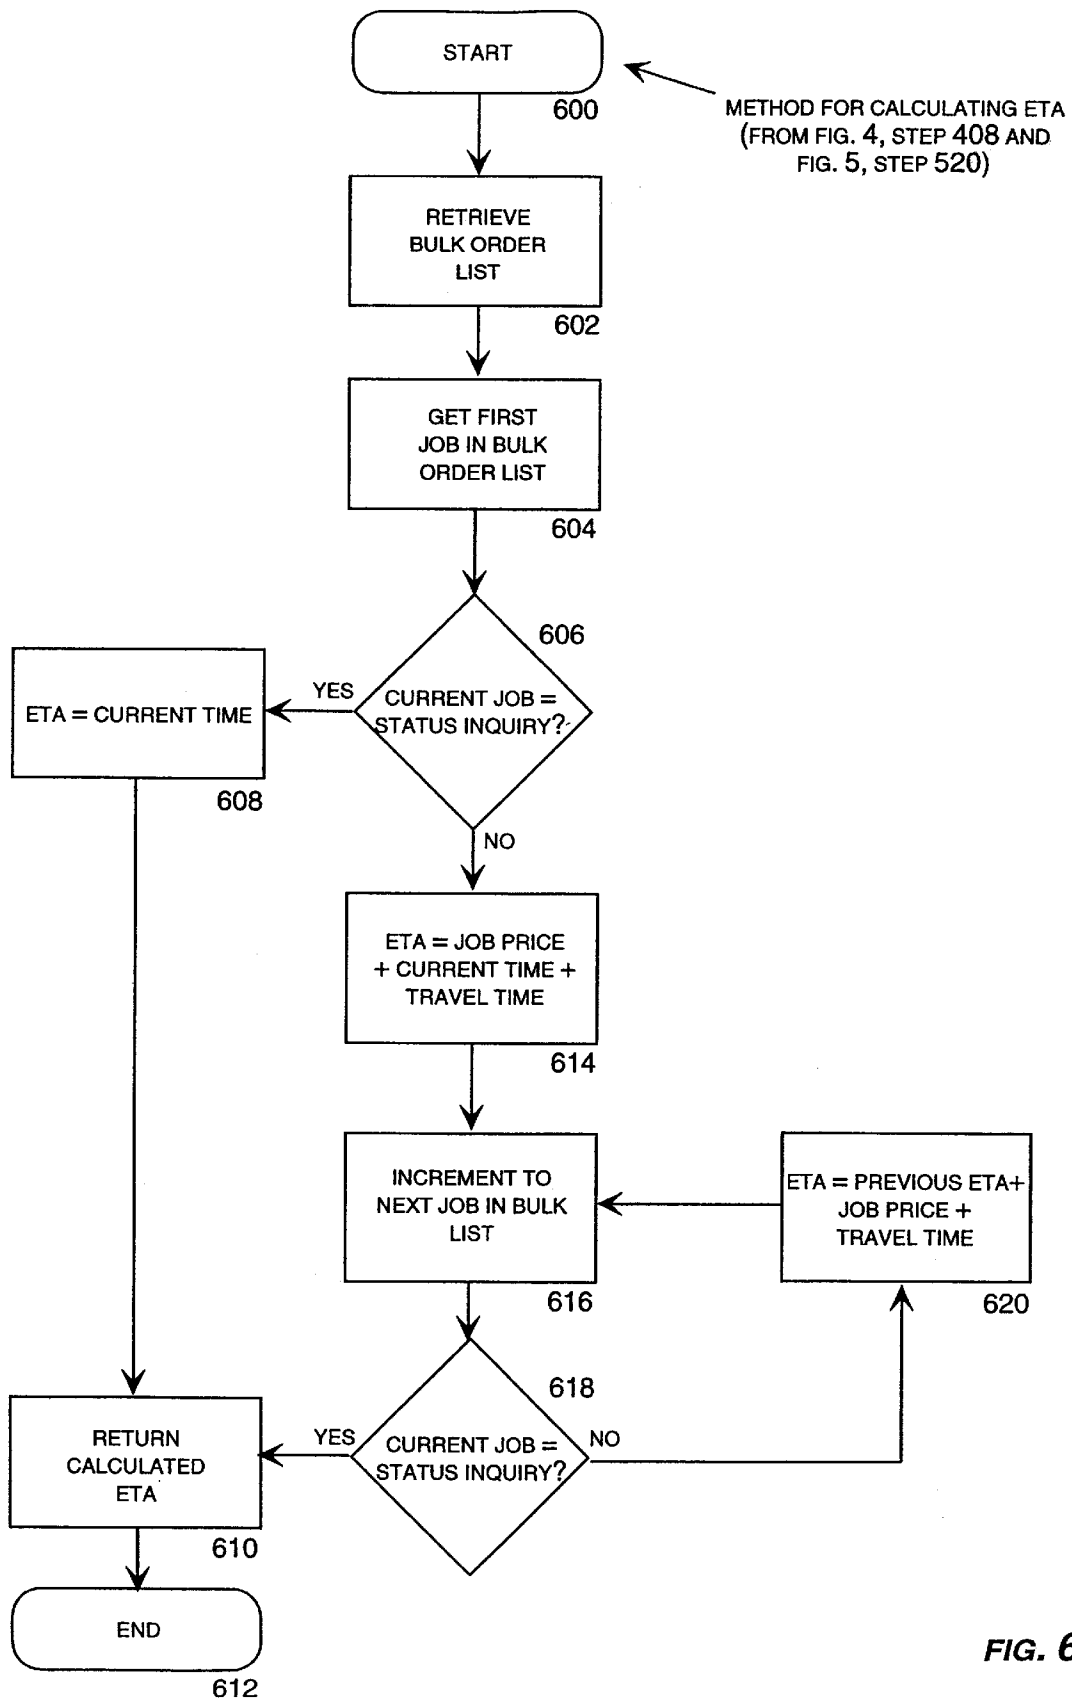 START
600
METHOD FOR CALCULATING ETA
(FROM FIG. 4, STEP 408 AND
FIG. 5, STEP 520)
RETRIEVE
BULK ORDER
LIST
602
GET FIRST
JOB IN BULK
ORDER LIST
604
606
CURRENT JOB =
STATUS INQUIRY?
YES
ETA = CURRENT TIME
608
NO
ETA = JOB PRICE
+ CURRENT TIME +
TRAVEL TIME
614
INCREMENT TO
NEXT JOB IN BULK
LIST
616
ETA = PREVIOUS ETA+
JOB PRICE +
TRAVEL TIME
620
618
CURRENT JOB =
STATUS INQUIRY?
YES
NO
RETURN
CALCULATED
ETA
610
END
612
FIG. 6